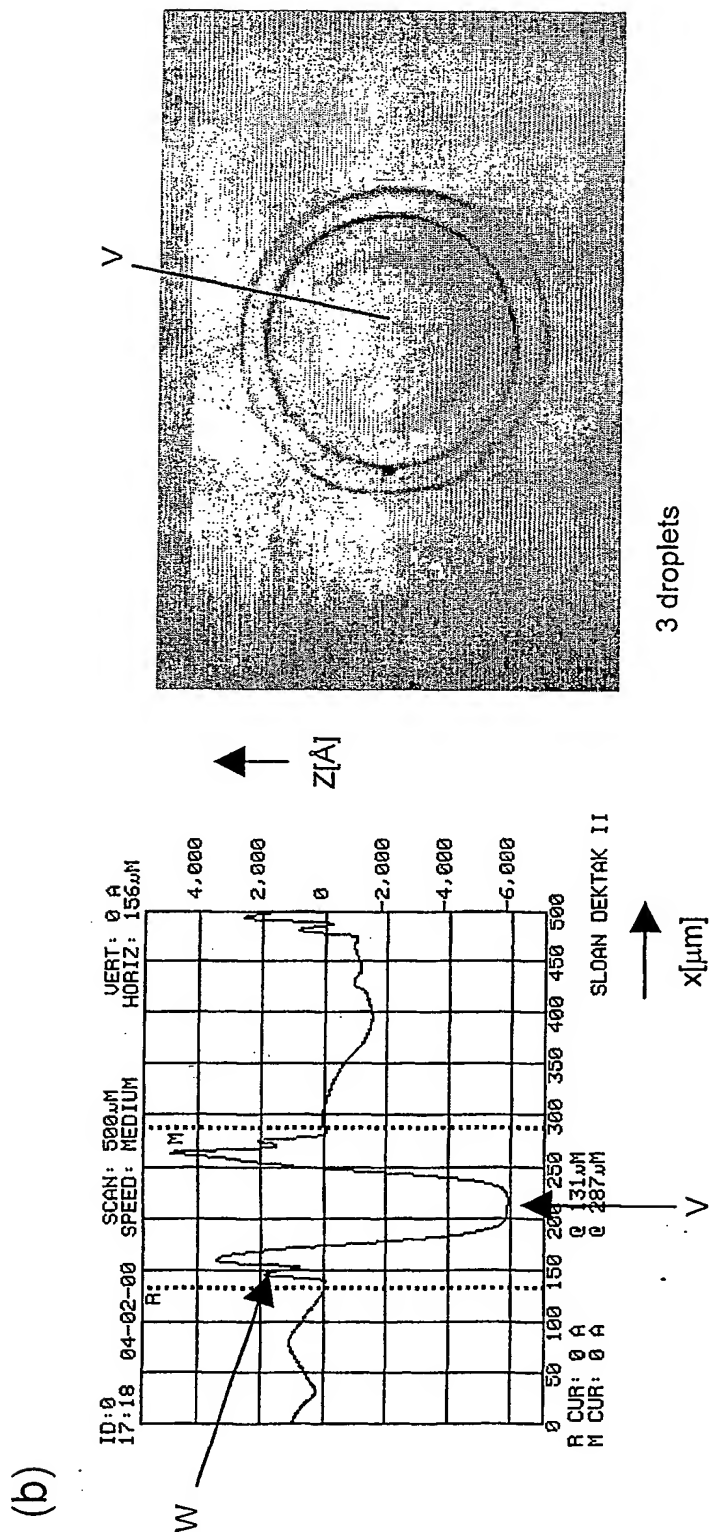 (b)
ID:0 SCAN: 500µM VERT: 0 A
17:18 04-02-00 SPEED: MEDIUM HORIZ: 156µM
R
M
4,000
2,000
0
-2,000
-4,000
-6,000
0 50 100 150 200 250 300 350 400 450 500
R CUR: 0 A @ 131µM
M CUR: 0 A @ 287µM
SLOAN DEKTAK II
W
V
X[µm]
Z[Å]
V
3 droplets